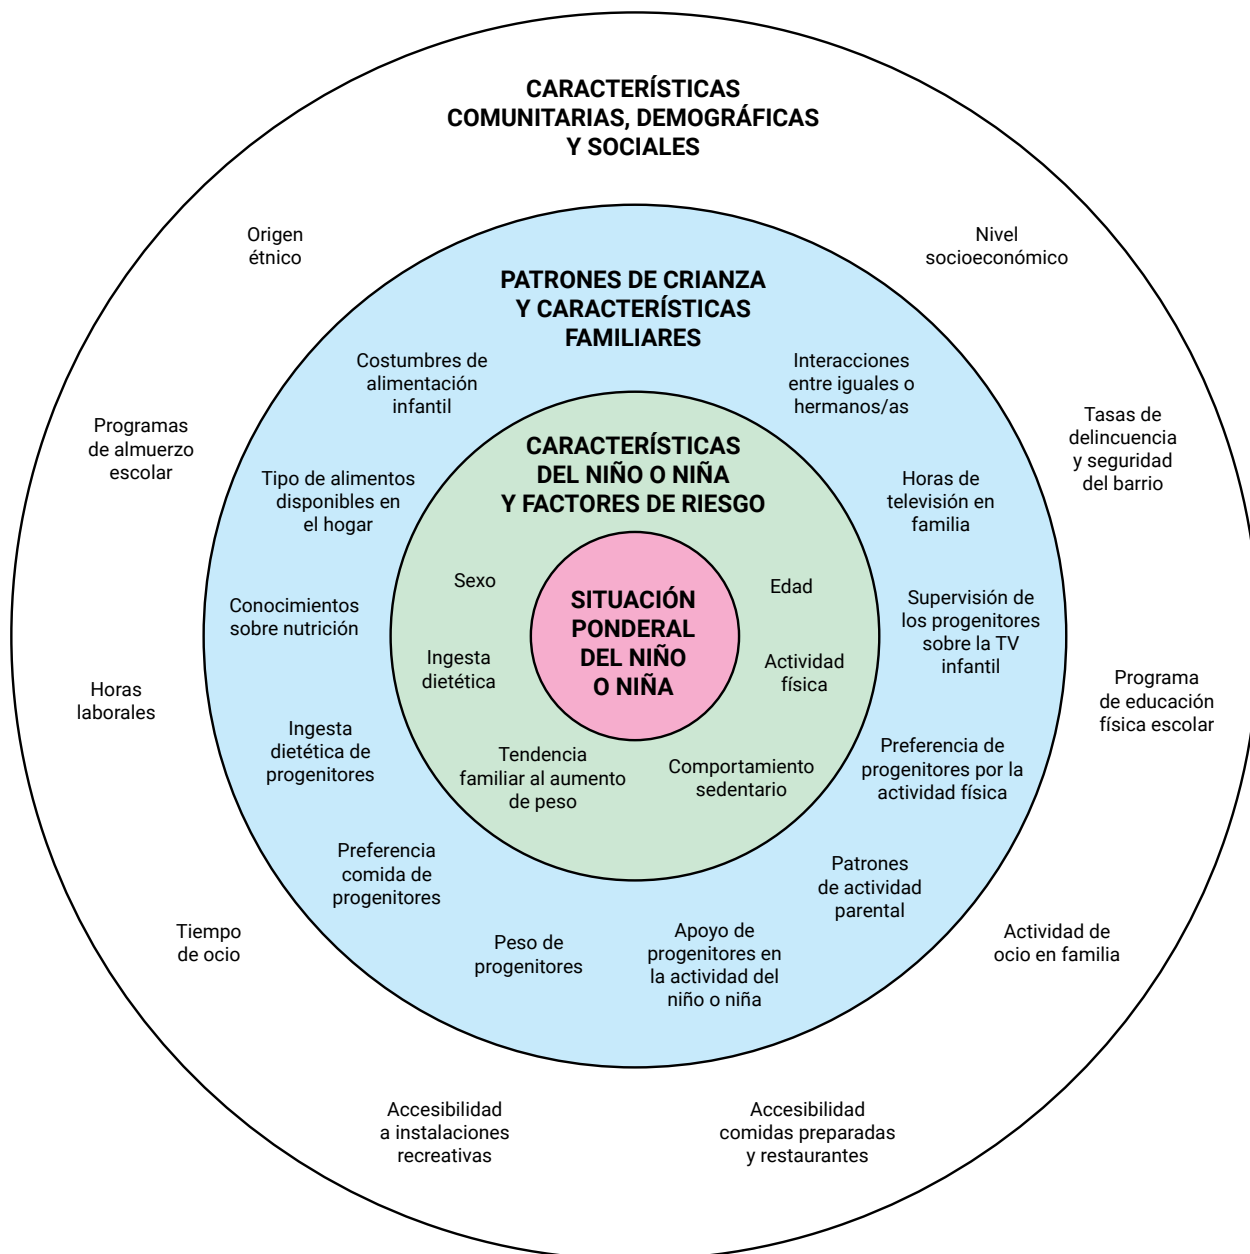 CARACTERÍSTICAS
COMUNITARIAS, DEMOGRÁFICAS
Y SOCIALES
Origen
étnico
Nivel
socioeconómico
Programas
de almuerzo
escolar
Tasas de
delincuencia
y seguridad
del barrio
Horas
laborales
Programa
de educación
física escolar
Tiempo
de ocio
Actividad de
ocio en familia
Accesibilidad
a instalaciones
recreativas
Accesibilidad
comidas preparadas
y restaurantes
PATRONES DE CRIANZA
Y CARACTERÍSTICAS
FAMILIARES
Costumbres de
alimentación
infantil
Interacciones
entre iguales o
hermanos/as
Tipo de alimentos
disponibles en
el hogar
Horas de
televisión en
familia
Conocimientos
sobre nutrición
Supervisión de
los progenitores
sobre la TV
infantil
Ingesta
dietética de
progenitores
Preferencia de
progenitores por la
actividad física
Preferencia
comida de
progenitores
Patrones
de actividad
parental
Peso de
progenitores
Apoyo de
progenitores en
la actividad del
niño o niña
CARACTERÍSTICAS
DEL NIÑO O NIÑA
Y FACTORES DE RIESGO
Sexo
Edad
Ingesta
dietética
Actividad
física
Tendencia
familiar al aumento
de peso
Comportamiento
sedentario
SITUACIÓN
PONDERAL
DEL NIÑO
O NIÑA